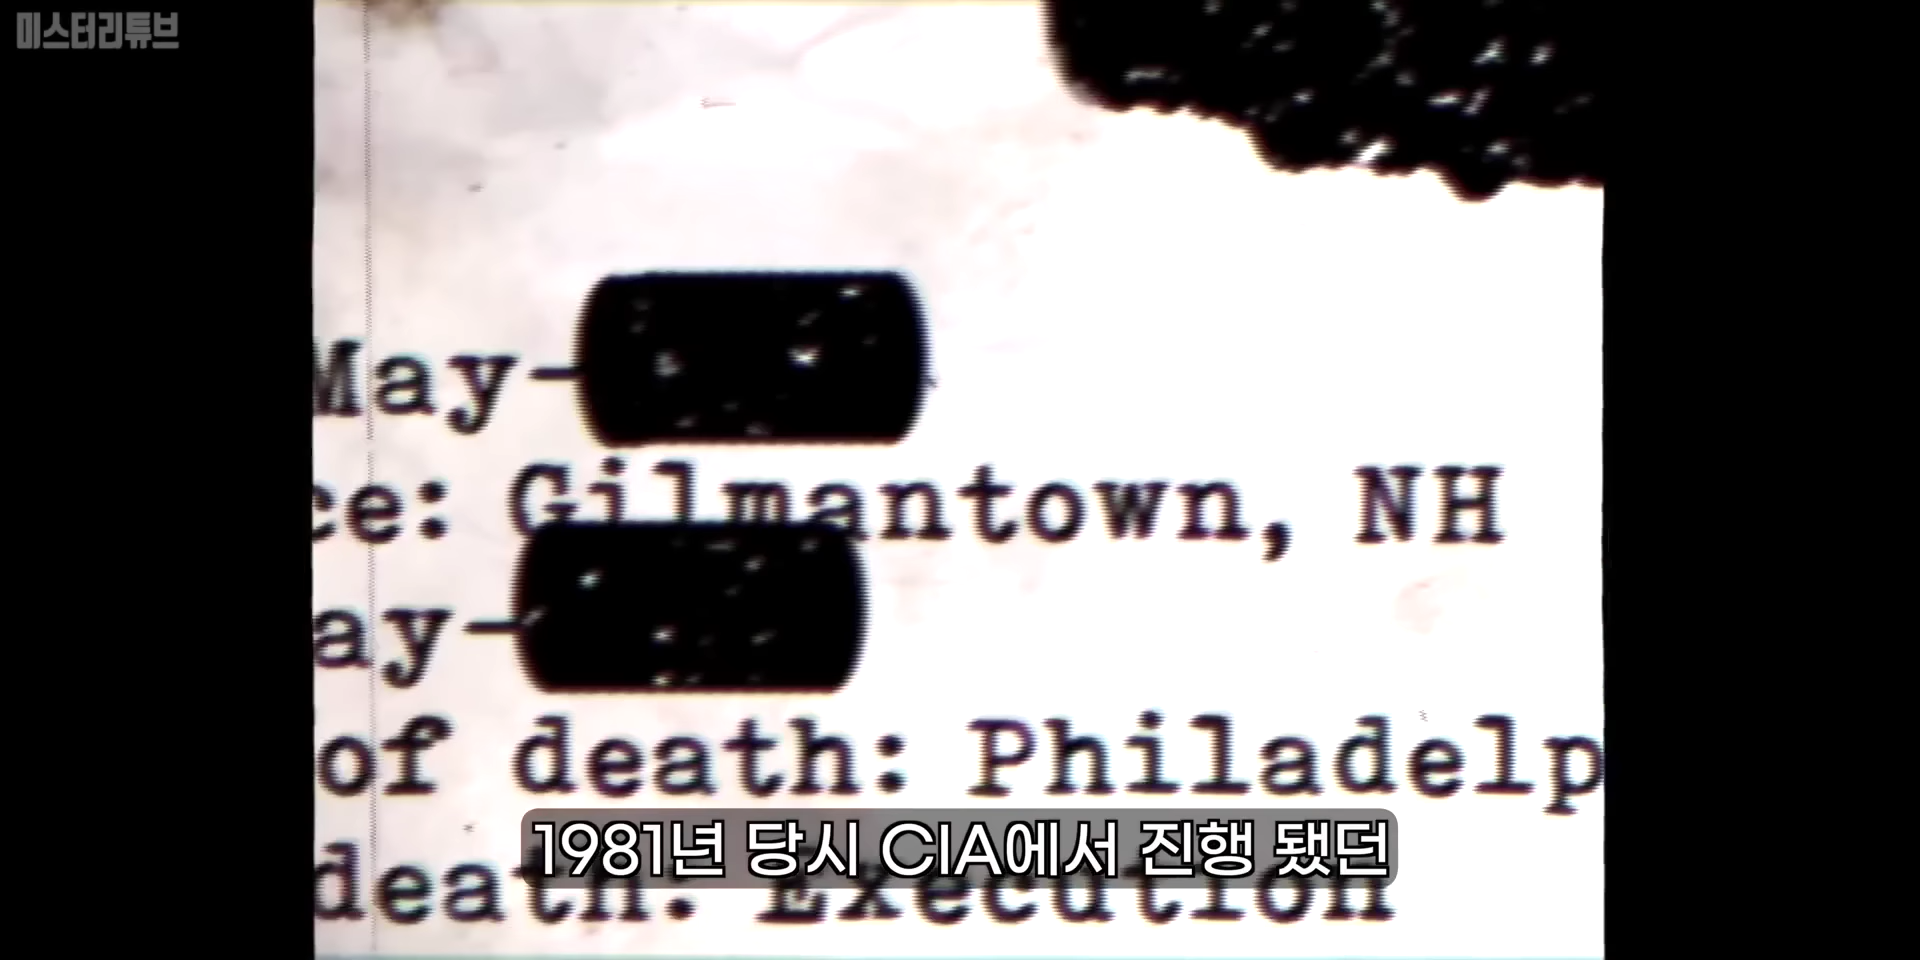 미스터리튜브
May-
ce: Gilmantown, NH
ay-
of death: Philadelp
1981년 당시 CIA에서 진행 됐던
death: Execution